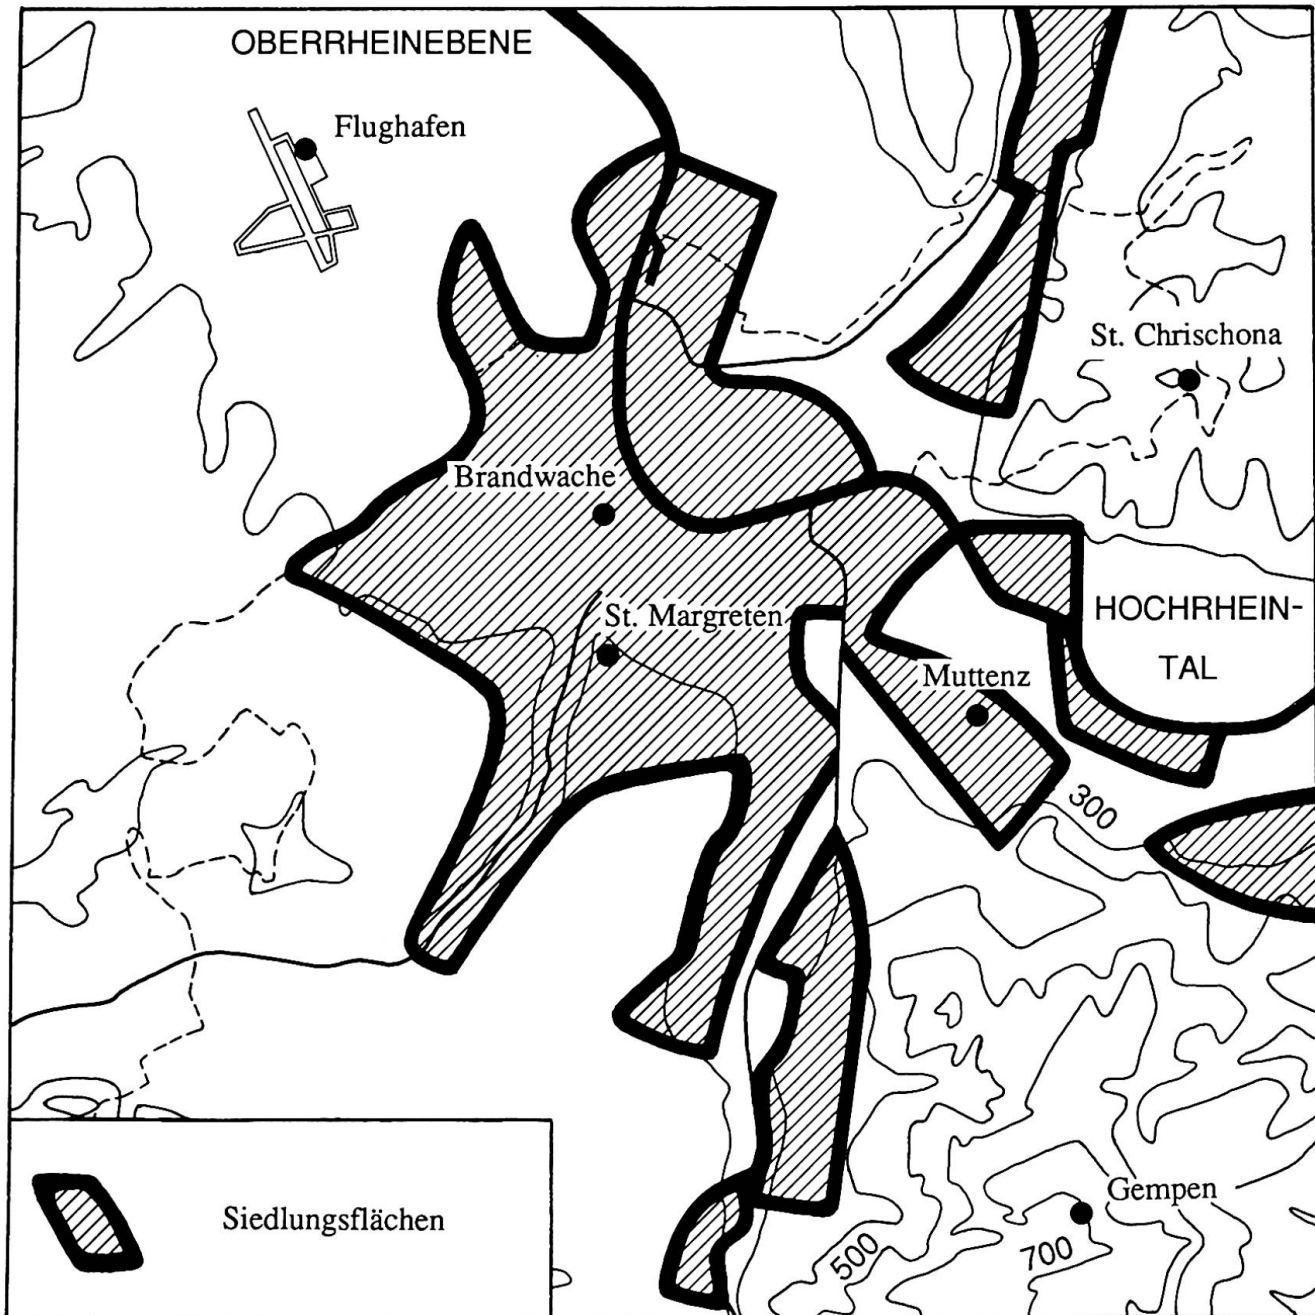 OBERRHEINEBENE
Flughafen
St. Chrischona
Brandwache
St. Margreten
HOCHRHEIN-
TAL
Muttenz
300
Gempen
700
500
Siedlungsflächen